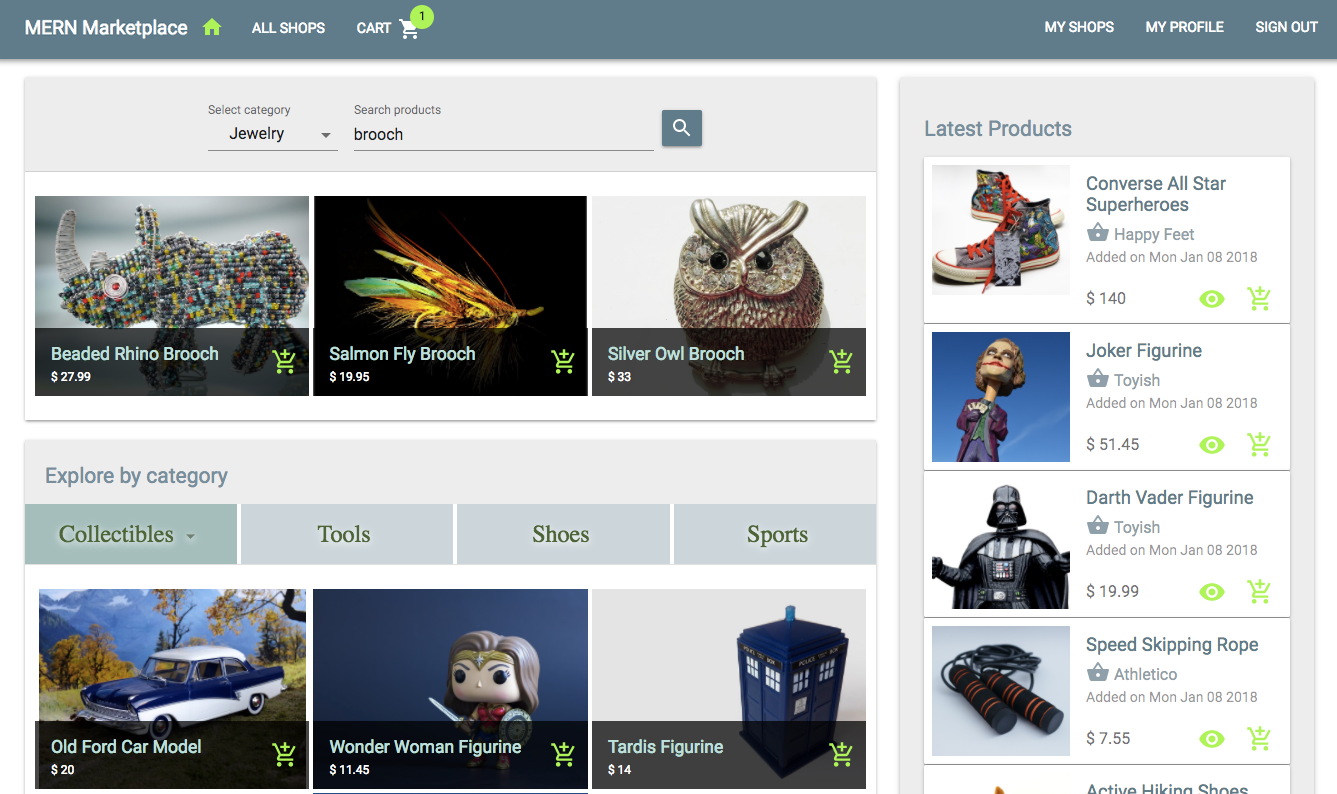 MERN Marketplace
ALL SHOPS
CART
1
MY SHOPS
MY PROFILE
SIGN OUT
Select category
Jewelry
Search products
brooch
Beaded Rhino Brooch
$ 27.99
Salmon Fly Brooch
$ 19.95
Silver Owl Brooch
$ 33
Explore by category
Collectibles
Tools
Shoes
Sports
Old Ford Car Model
$ 20
Wonder Woman Figurine
$ 11.45
POLICE BOX
Tardis Figurine
$ 14
Latest Products
Converse All Star
Superheroes
Happy Feet
Added on Mon Jan 08 2018
$ 140
Joker Figurine
Toyish
Added on Mon Jan 08 2018
$ 51.45
Darth Vader Figurine
Toyish
Added on Mon Jan 08 2018
$ 19.99
Speed Skipping Rope
Athletico
Added on Mon Jan 08 2018
$ 7.55
Active Hiking Shoes